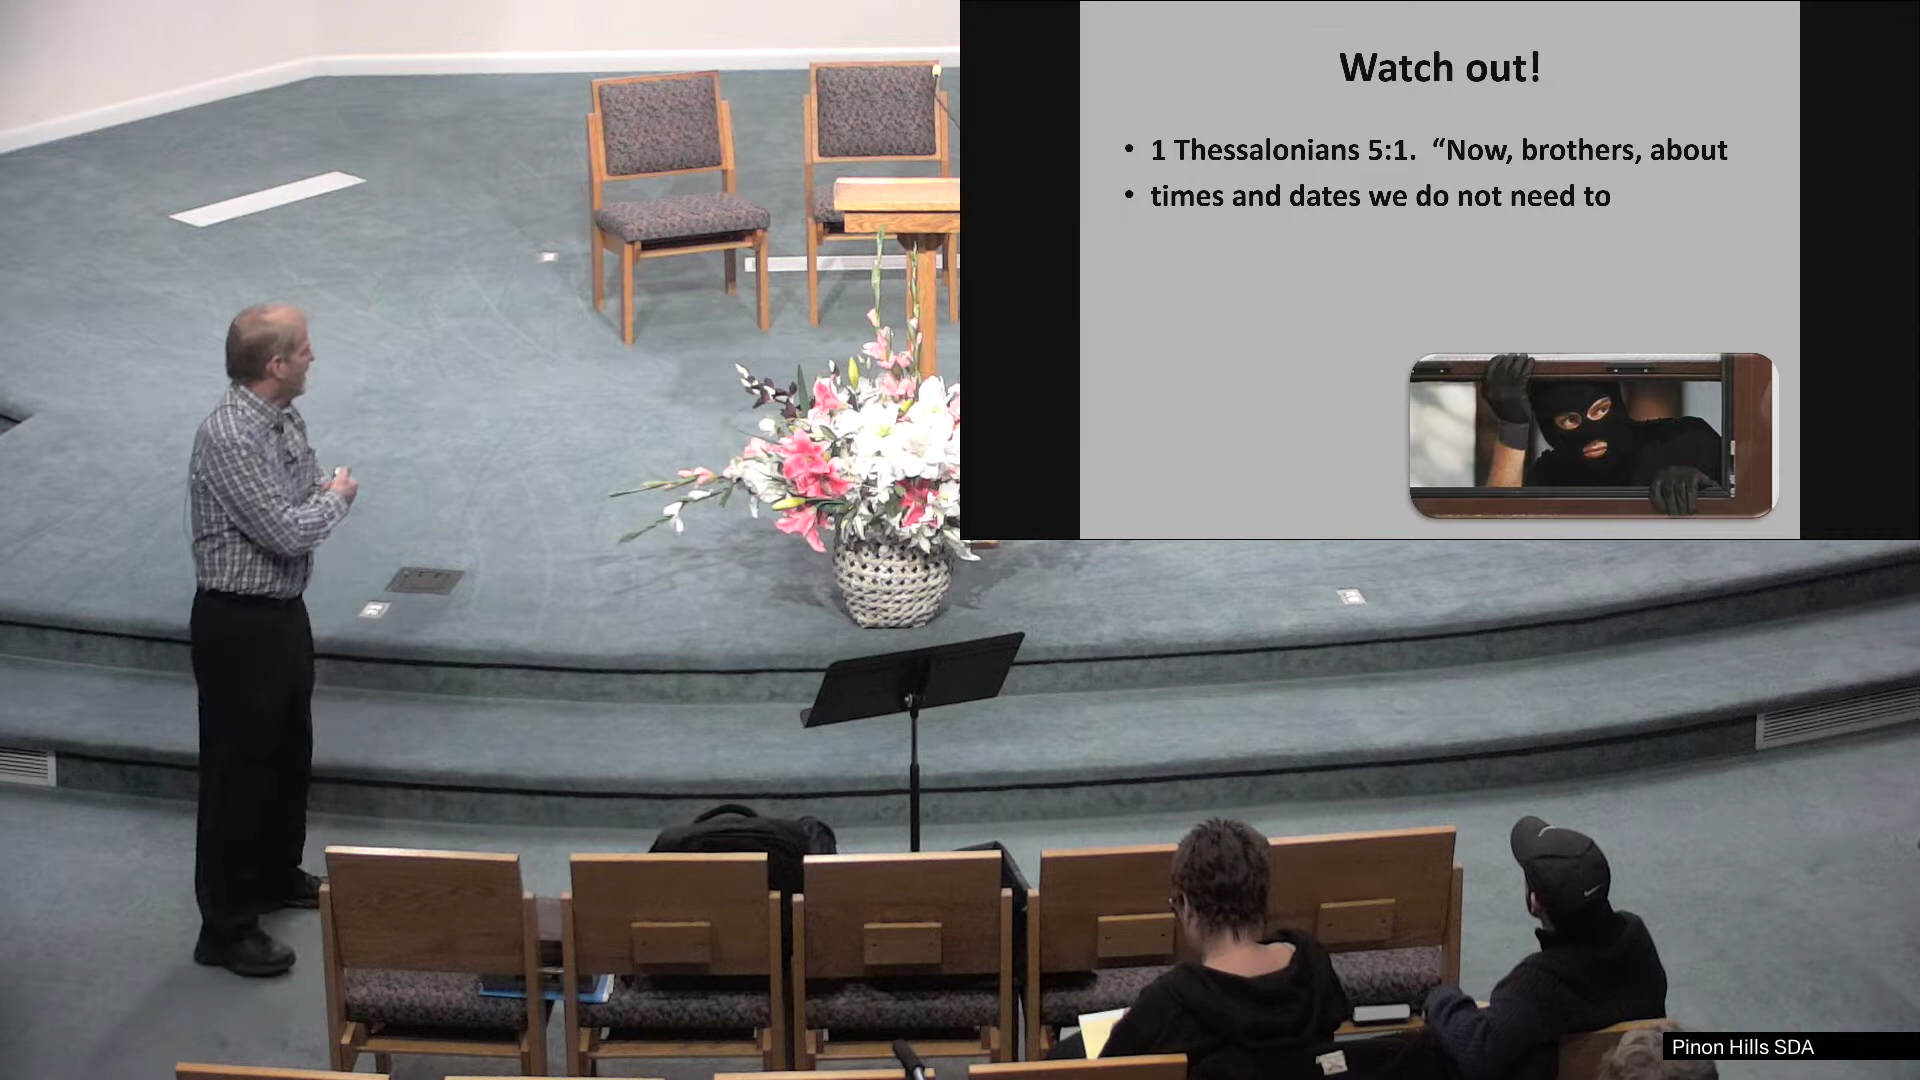 Watch out!
• 1 Thessalonians 5:1. “Now, brothers, about
• times and dates we do not need to
Pinon Hills SDA